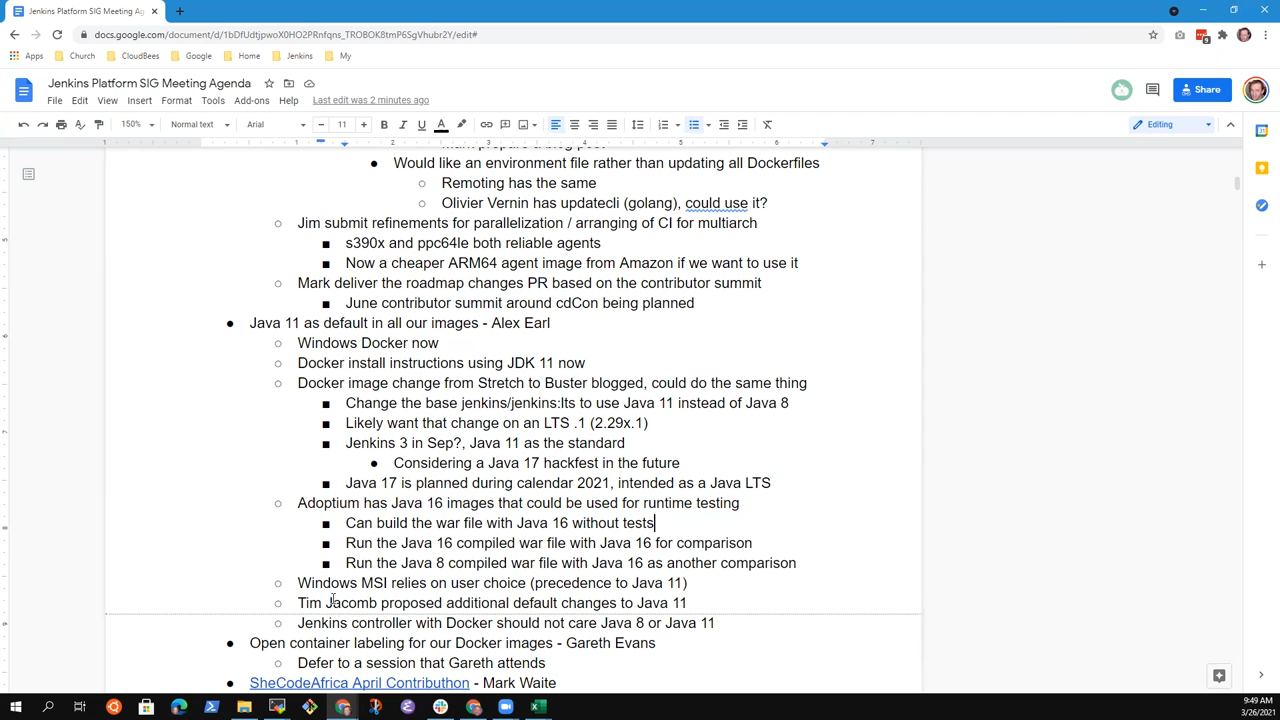 Jenkins Platform SIG Meeting Age
docs.google.com/document/d/1bDfUdtjpwoX0HO2PRnfqns_TROBOK8tmP6SgVhubr2Y/edit#
Apps Church CloudBees Google Home Jenkins My
Jenkins Platform SIG Meeting Agenda
File Edit View Insert Format Tools Add-ons Help Last edit was 2 minutes ago
Share
150% Normal text Arial 11 Editing
1 1 2 3 4 5 6 7
Would like an environment file rather than updating all Dockerfiles
Remoting has the same
Olivier Vernin has updatecli (golang), could use it?
Jim submit refinements for parallelization / arranging of CI for multiarch
s390x and ppc64le both reliable agents
Now a cheaper ARM64 agent image from Amazon if we want to use it
Mark deliver the roadmap changes PR based on the contributor summit
June contributor summit around cdCon being planned
Java 11 as default in all our images - Alex Earl
Windows Docker now
Docker install instructions using JDK 11 now
Docker image change from Stretch to Buster blogged, could do the same thing
Change the base jenkins/jenkins:lts to use Java 11 instead of Java 8
Likely want that change on an LTS .1 (2.29x.1)
Jenkins 3 in Sep?, Java 11 as the standard
Considering a Java 17 hackfest in the future
Java 17 is planned during calendar 2021, intended as a Java LTS
Adoptium has Java 16 images that could be used for runtime testing
Can build the war file with Java 16 without tests
Run the Java 16 compiled war file with Java 16 for comparison
Run the Java 8 compiled war file with Java 16 as another comparison
Windows MSI relies on user choice (precedence to Java 11)
Tim Jacomb proposed additional default changes to Java 11
Jenkins controller with Docker should not care Java 8 or Java 11
Open container labeling for our Docker images - Gareth Evans
Defer to a session that Gareth attends
SheCodeAfrica April Contributhon - Mark Waite
9:49 AM
3/26/2021